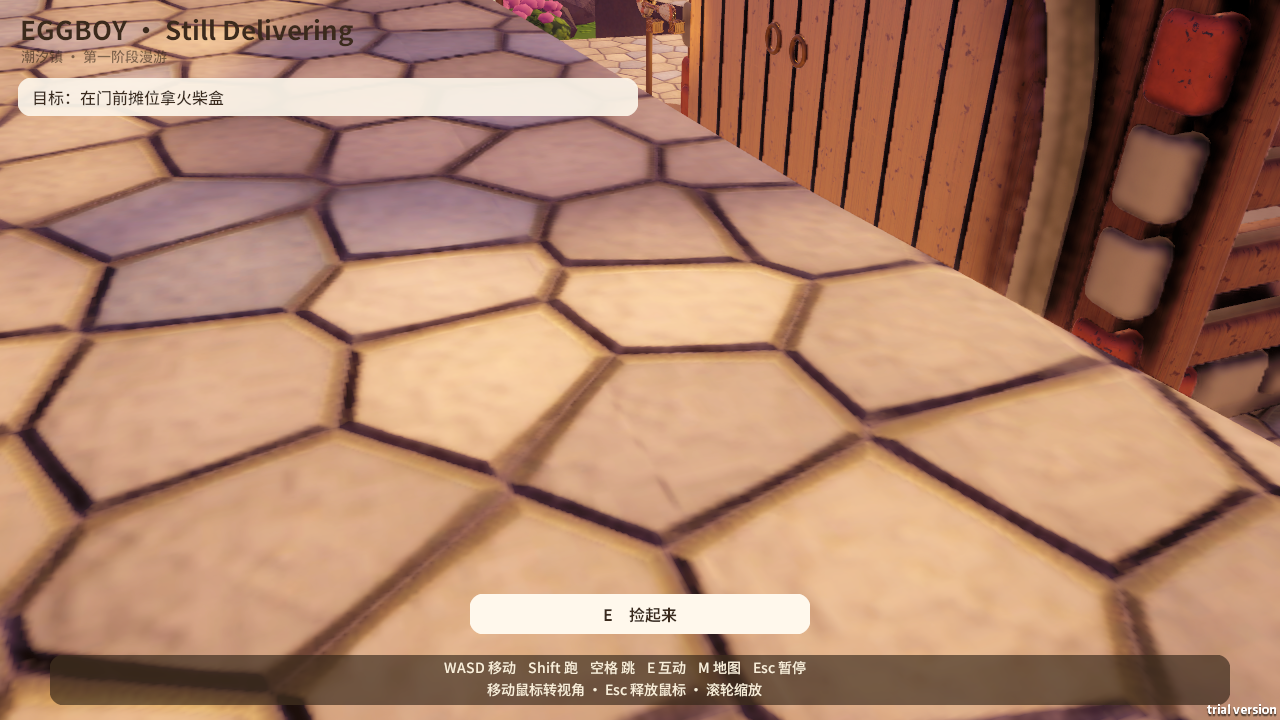 EGGBOY · Still Delivering
潮汐镇 · 第一阶段漫游
目标：在门前摊位拿火柴盒
E 捡起来
WASD 移动 Shift 跑 空格 跳 E 互动 M 地图 Esc 暂停
移动鼠标转视角 · Esc 释放鼠标 · 滚轮缩放
trial version